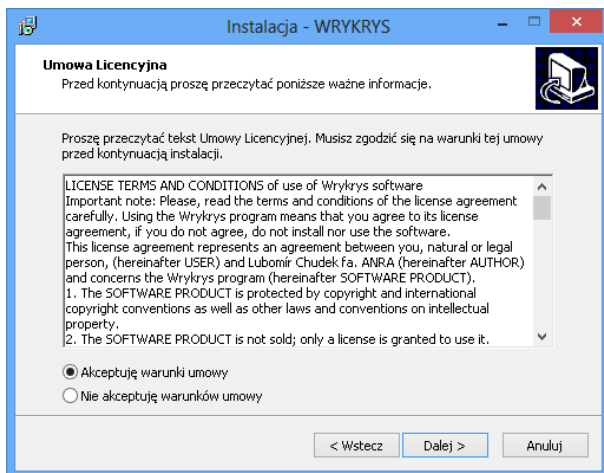 Instalacja - WRYKRYS
Umowa Licencyjna
Przed kontynuacją proszę przeczytać poniższe ważne informacje.
Proszę przeczytać tekst Umowy Licencyjnej. Musisz zgodzić się na warunki tej umowy
przed kontynuacją instalacji.
LICENSE TERMS AND CONDITIONS of use of Wrykrys software
Important note: Please, read the terms and conditions of the license agreement
carefully. Using the Wrykrys program means that you agree to its license
agreement, if you do not agree, do not install nor use the software.
This license agreement represents an agreement between you, natural or legal
person, (hereinafter USER) and Lubomír Chudek fa. ANRA (hereinafter AUTHOR)
and concerns the Wrykrys program (hereinafter SOFTWARE PRODUCT).
1. The SOFTWARE PRODUCT is protected by copyright and international
copyright conventions as well as other laws and conventions on intellectual
property.
2. The SOFTWARE PRODUCT is not sold; only a license is granted to use it.
Akceptuję warunki umowy
Nie akceptuję warunków umowy
< Wstecz Dalej > Anuluj